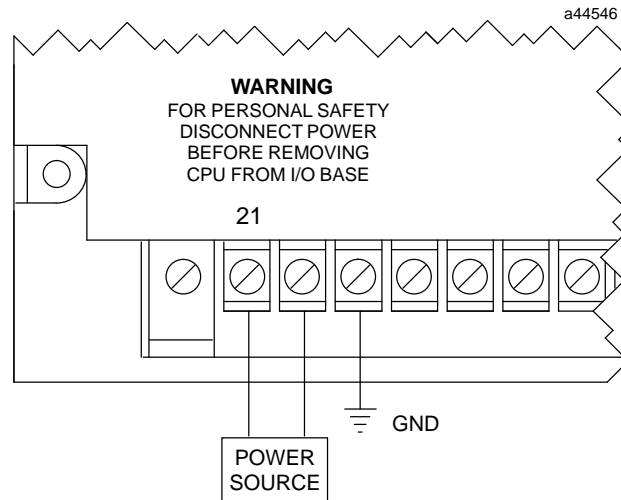 a44546
WARNING
FOR PERSONAL SAFETY
DISCONNECT POWER
BEFORE REMOVING
CPU FROM I/O BASE
21
GND
POWER
SOURCE